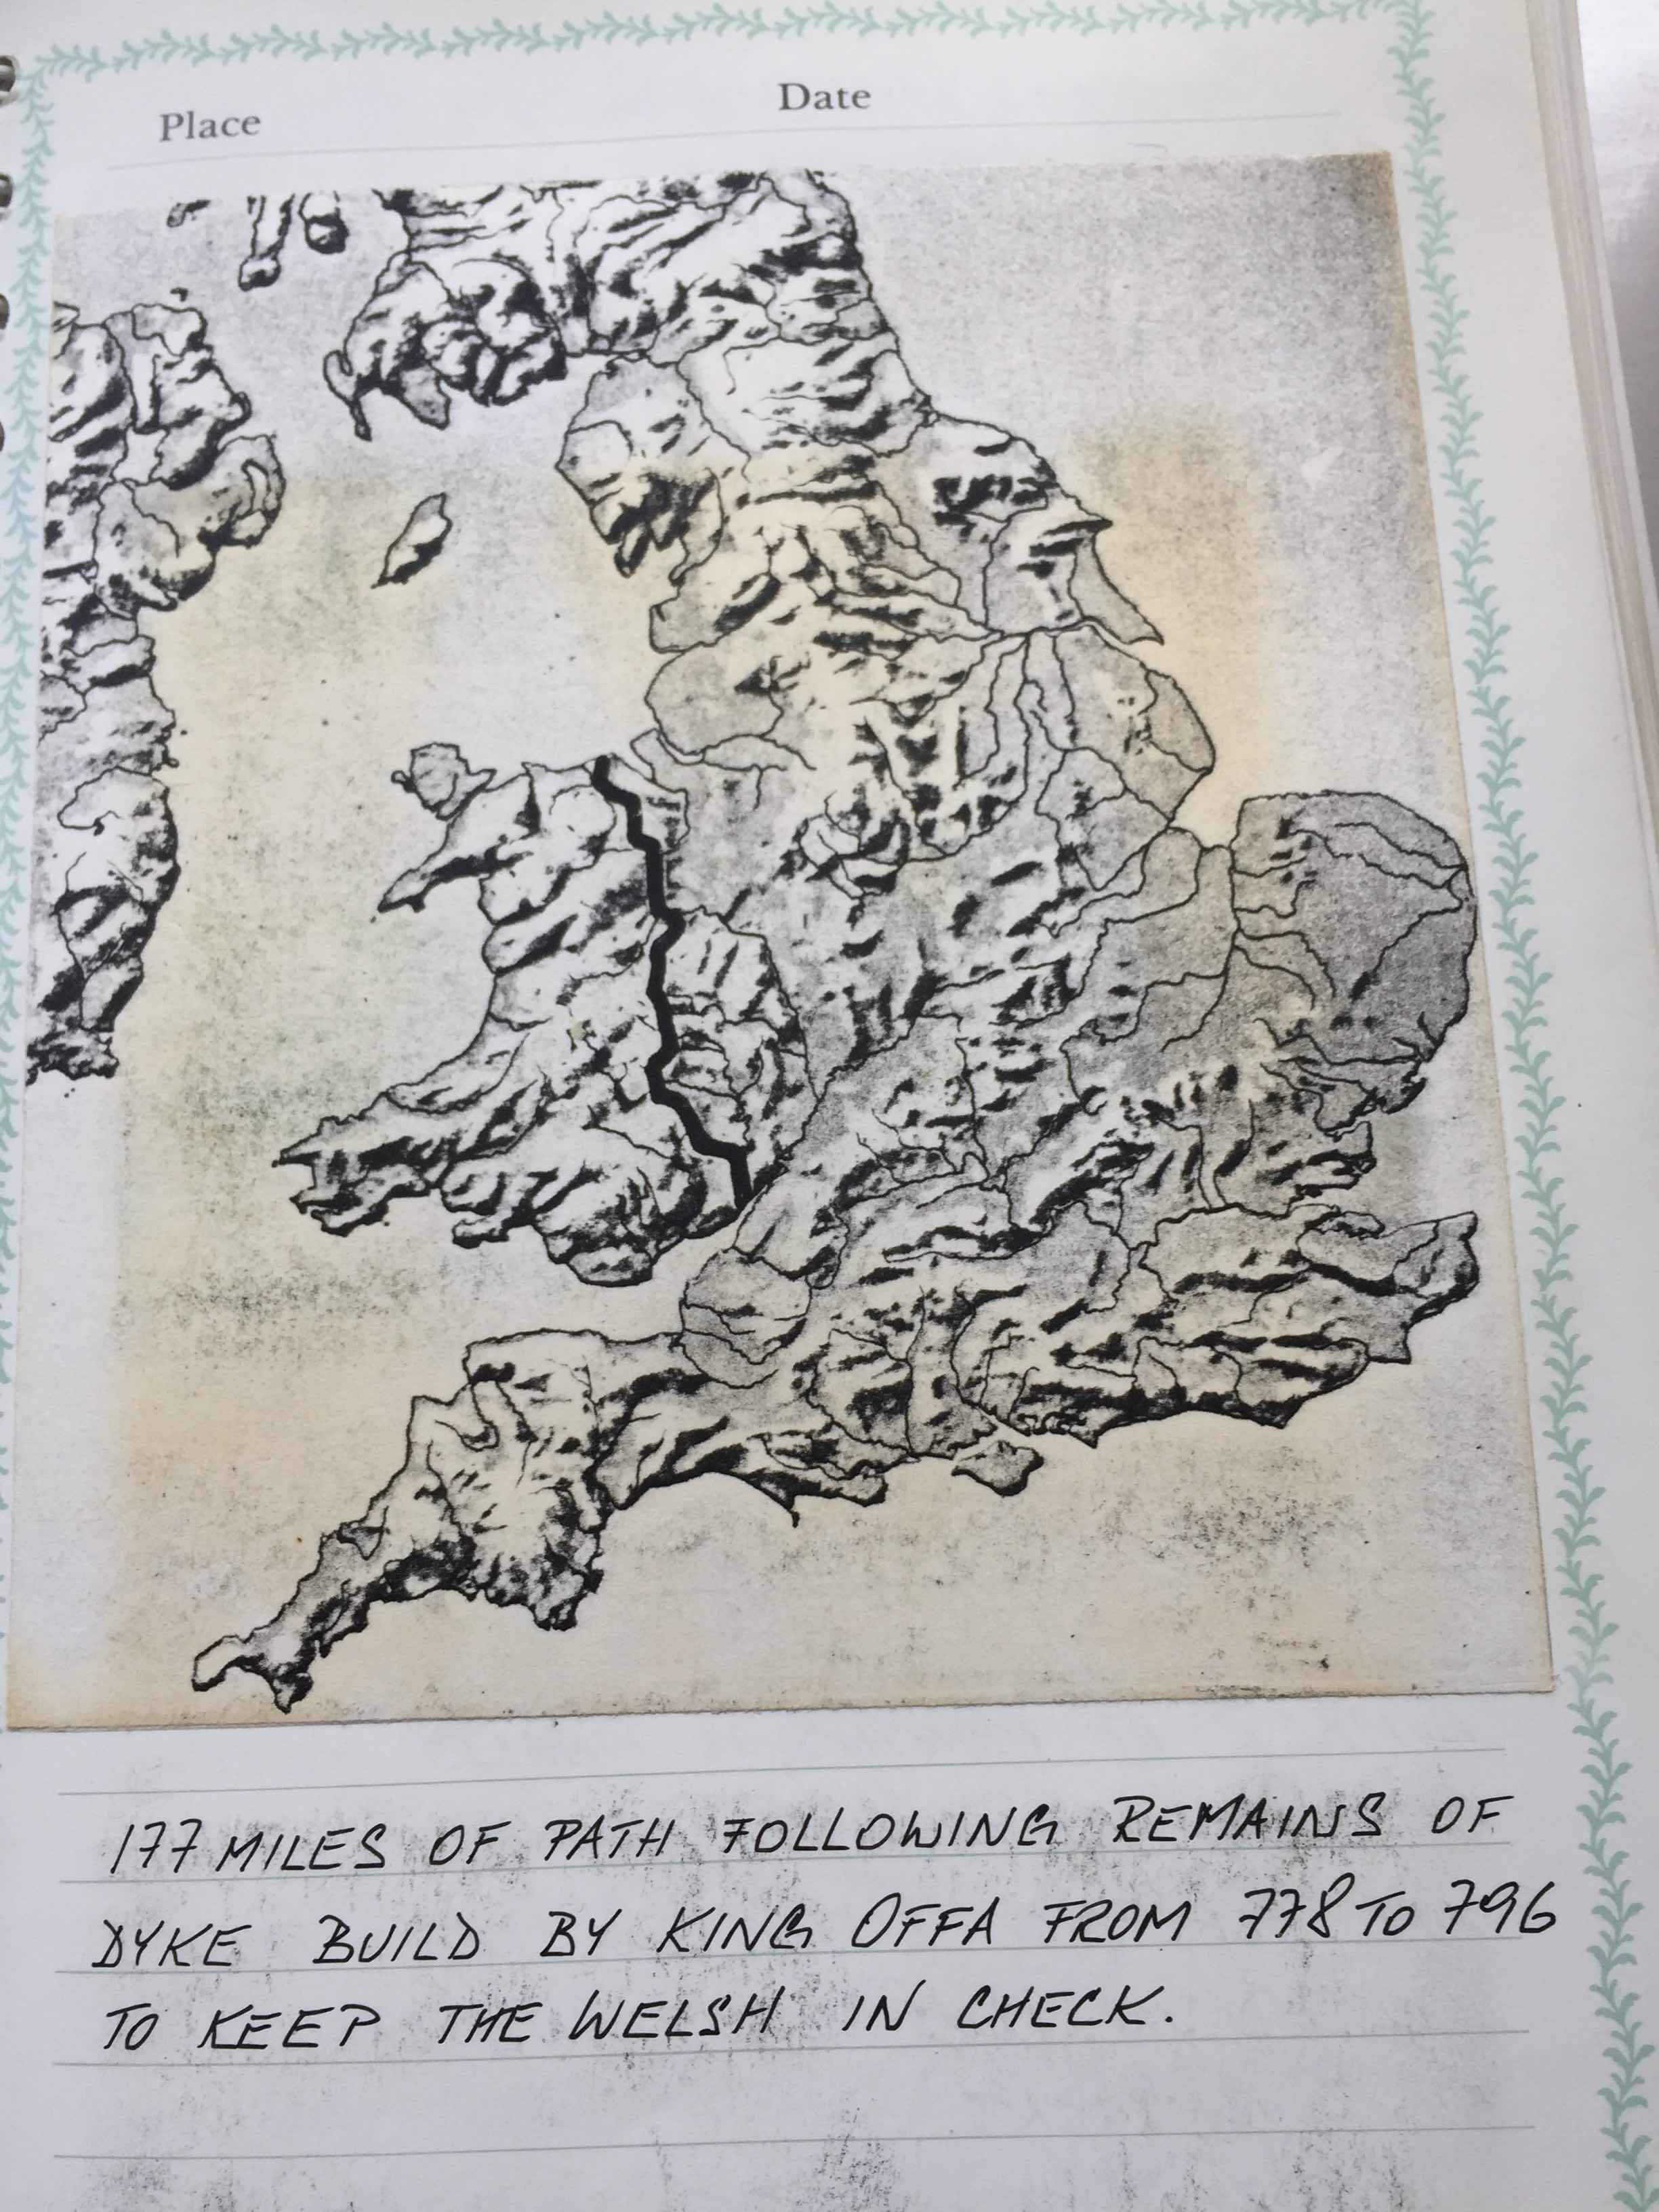 Place Date
177 MILES OF PATH FOLLOWING REMAINS OF
DYKE BUILD BY KING OFFA FROM 778 TO 796
TO KEEP THE WELSH IN CHECK.